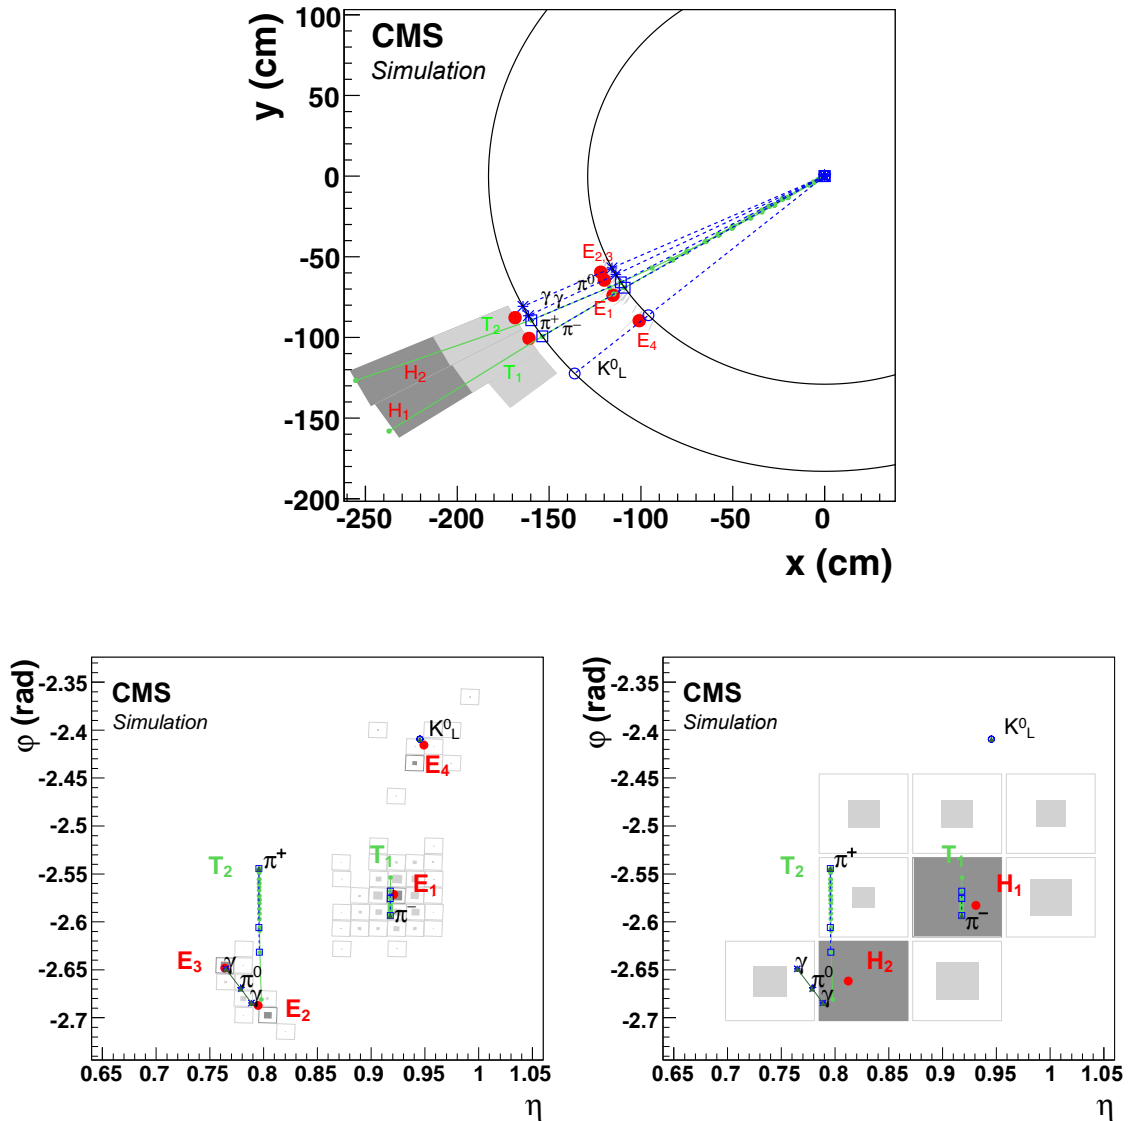 CMS
Simulation
y (cm)
100
50
0
-50
-100
-150
-200
E2,3
π0
γ γ
E1
T2
π+ π−
E4
K0L
H2
T1
H1
-250 -200 -150 -100 -50 0
x (cm)
φ (rad)
CMS
Simulation
-2.35
-2.4
-2.45
-2.5
-2.55
-2.6
-2.65
-2.7
K0L
E4
T2
π+
T1
E1
π−
E3
γ
π0
γ
E2
0.65 0.7 0.75 0.8 0.85 0.9 0.95 1 1.05
η
φ (rad)
CMS
Simulation
-2.35
-2.4
-2.45
-2.5
-2.55
-2.6
-2.65
-2.7
K0L
T2
π+
T1
H1
π−
γ
π0
γ
H2
0.65 0.7 0.75 0.8 0.85 0.9 0.95 1 1.05
η